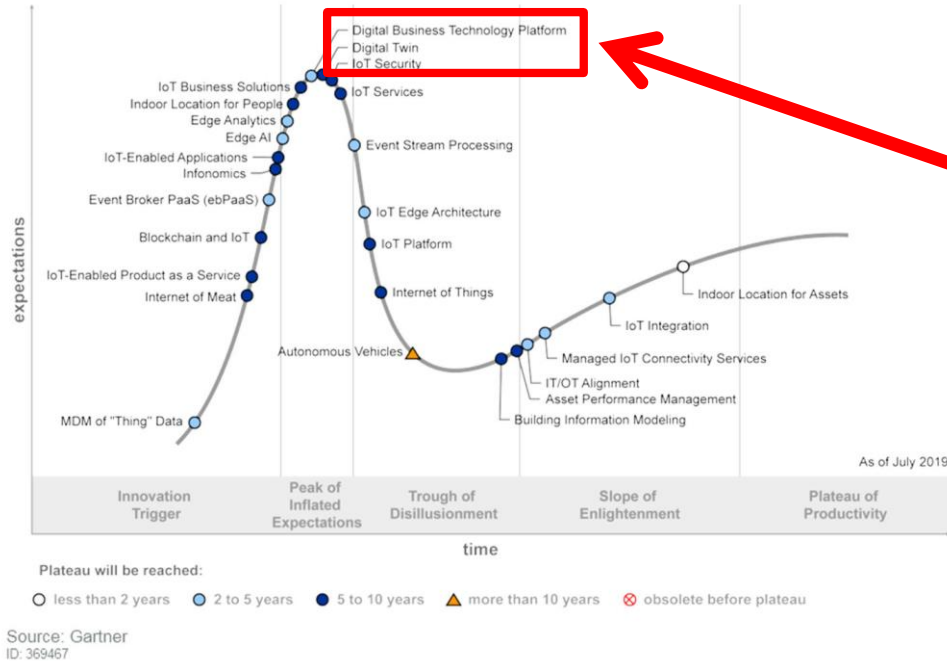 Digital Business Technology Platform
Digital Twin
IoT Security
IoT Business Solutions
IoT Services
Indoor Location for People
Edge Analytics
Edge AI
Event Stream Processing
IoT-Enabled Applications
Infonomics
Event Broker PaaS (ebPaaS)
IoT Edge Architecture
Blockchain and IoT
IoT Platform
IoT-Enabled Product as a Service
Internet of Meat
Internet of Things
Indoor Location for Assets
expectations
IoT Integration
Autonomous Vehicles
Managed IoT Connectivity Services
IT/OT Alignment
Asset Performance Management
MDM of "Thing" Data
Building Information Modeling
As of July 2019
Innovation
Trigger
Peak of
Inflated
Expectations
Trough of
Disillusionment
Slope of
Enlightenment
Plateau of
Productivity
time
Plateau will be reached:
less than 2 years
2 to 5 years
5 to 10 years
more than 10 years
obsolete before plateau
Source: Gartner
ID: 369467